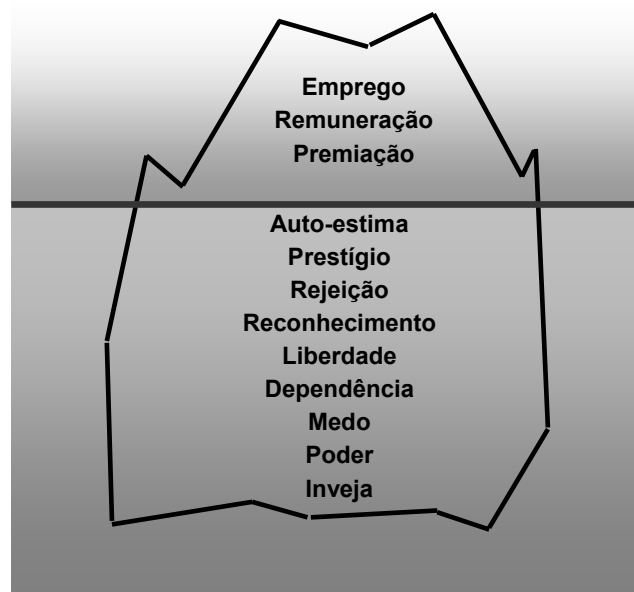 Emprego
Remuneração
Premiação
Auto-estima
Prestígio
Rejeição
Reconhecimento
Liberdade
Dependência
Medo
Poder
Inveja